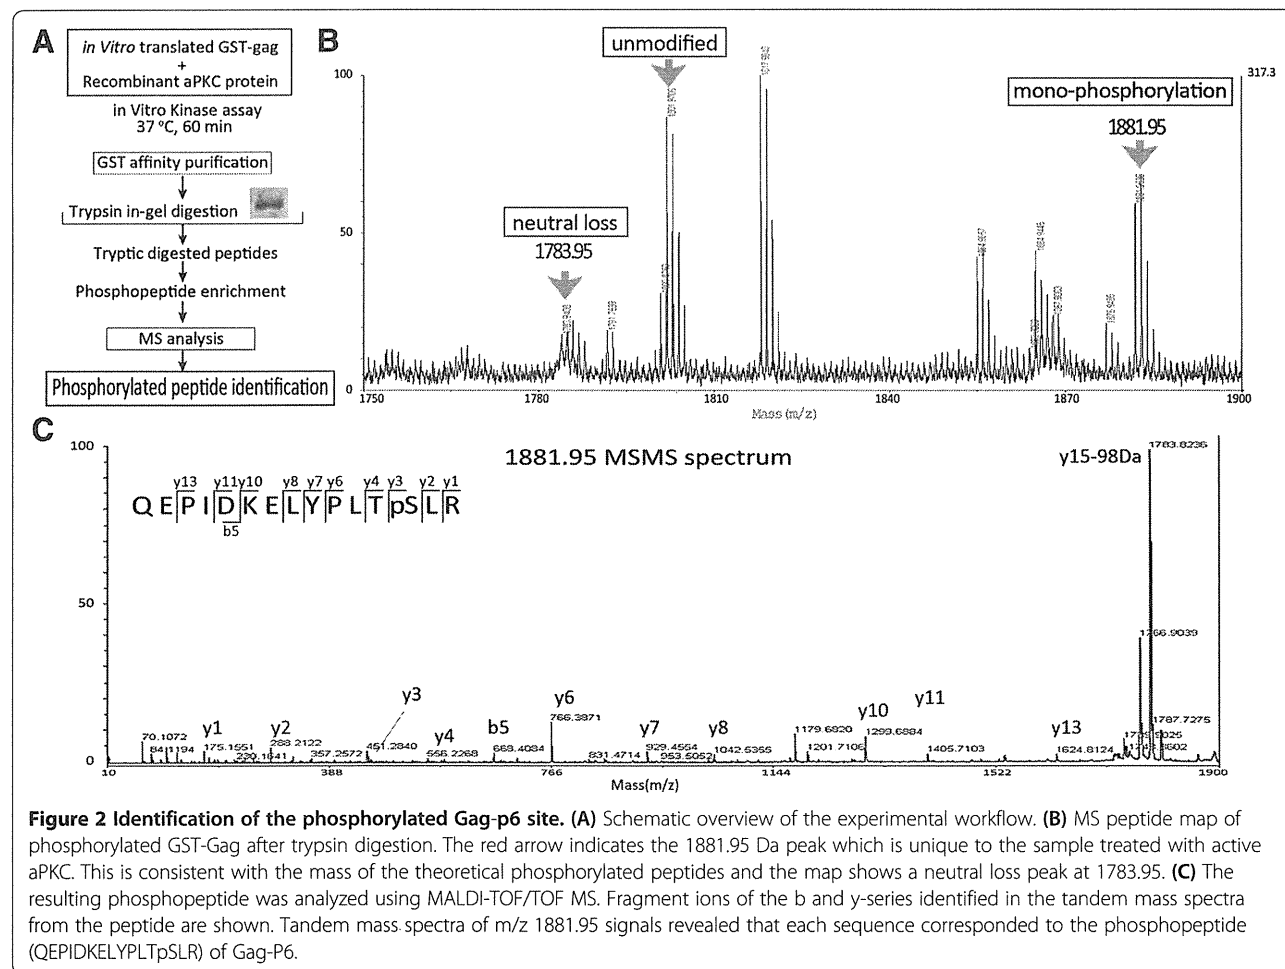 A
in Vitro translated GST-gag
+
Recombinant aPKC protein
in Vitro Kinase assay
37 ºC, 60 min
GST affinity purification
Trypsin in-gel digestion
Tryptic digested peptides
Phosphopeptide enrichment
MS analysis
Phosphorylated peptide identification
B
unmodified
317.3
mono-phosphorylation
1881.95
neutral loss
1783.95
100
50
0
1750
1780
1810
1840
1870
1900
Mass (m/z)
C
1881.95 MSMS spectrum
y15-98Da
1783.8236
y13 y11 y10 y8 y7 y6 y4 y3 y2 y1
Q E P I D K E L Y P L T pS L R
b5
100
50
0
1766.9039
1787.7275
y1
y2
y3
y4
b5
y6
y7
y8
y10
y11
y13
70.1072
175.1551
288.2122
357.2572
451.2840
556.2268
668.4084
766.3871
831.4714
929.4554
953.5052
1042.5365
1179.6820
1201.7106
1299.6884
1405.7103
1624.8124
10
388
766
1144
1522
1900
Mass(m/z)
Figure 2 Identification of the phosphorylated Gag-p6 site. (A) Schematic overview of the experimental workflow. (B) MS peptide map of
phosphorylated GST-Gag after trypsin digestion. The red arrow indicates the 1881.95 Da peak which is unique to the sample treated with active
aPKC. This is consistent with the mass of the theoretical phosphorylated peptides and the map shows a neutral loss peak at 1783.95. (C) The
resulting phosphopeptide was analyzed using MALDI-TOF/TOF MS. Fragment ions of the b and y-series identified in the tandem mass spectra
from the peptide are shown. Tandem mass spectra of m/z 1881.95 signals revealed that each sequence corresponded to the phosphopeptide
(QEPIDKELYPLTpSLR) of Gag-P6.